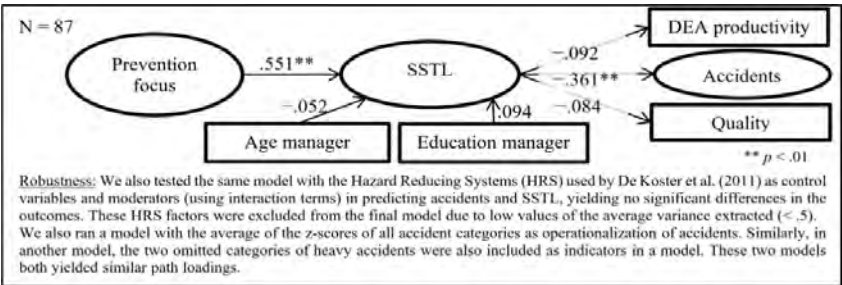 N = 87
DEA productivity
−.092
Prevention focus
.551**
SSTL
−.361**
Accidents
−.052
.094
−.084
Age manager
Education manager
Quality
** p < .01
Robustness: We also tested the same model with the Hazard Reducing Systems (HRS) used by De Koster et al. (2011) as control
variables and moderators (using interaction terms) in predicting accidents and SSTL, yielding no significant differences in the
outcomes. These HRS factors were excluded from the final model due to low values of the average variance extracted (< .5).
We also ran a model with the average of the z-scores of all accident categories as operationalization of accidents. Similarly, in
another model, the two omitted categories of heavy accidents were also included as indicators in a model. These two models
both yielded similar path loadings.